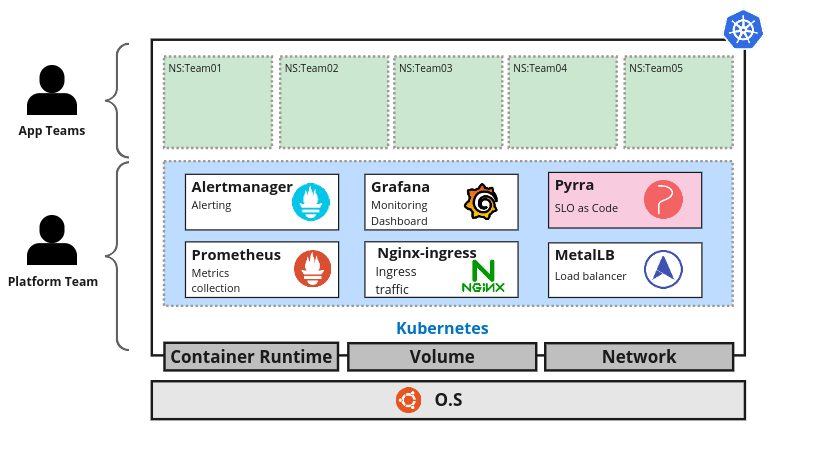 NS:Team01
NS:Team02
NS:Team03
NS:Team04
NS:Team05
App Teams
Alertmanager
Alerting
Grafana
Monitoring
Dashboard
Pyrra
SLO as Code
Prometheus
Metrics
collection
Nginx-ingress
Ingress
traffic
NGINX
MetalLB
Load balancer
Platform Team
Kubernetes
Container Runtime
Volume
Network
O.S